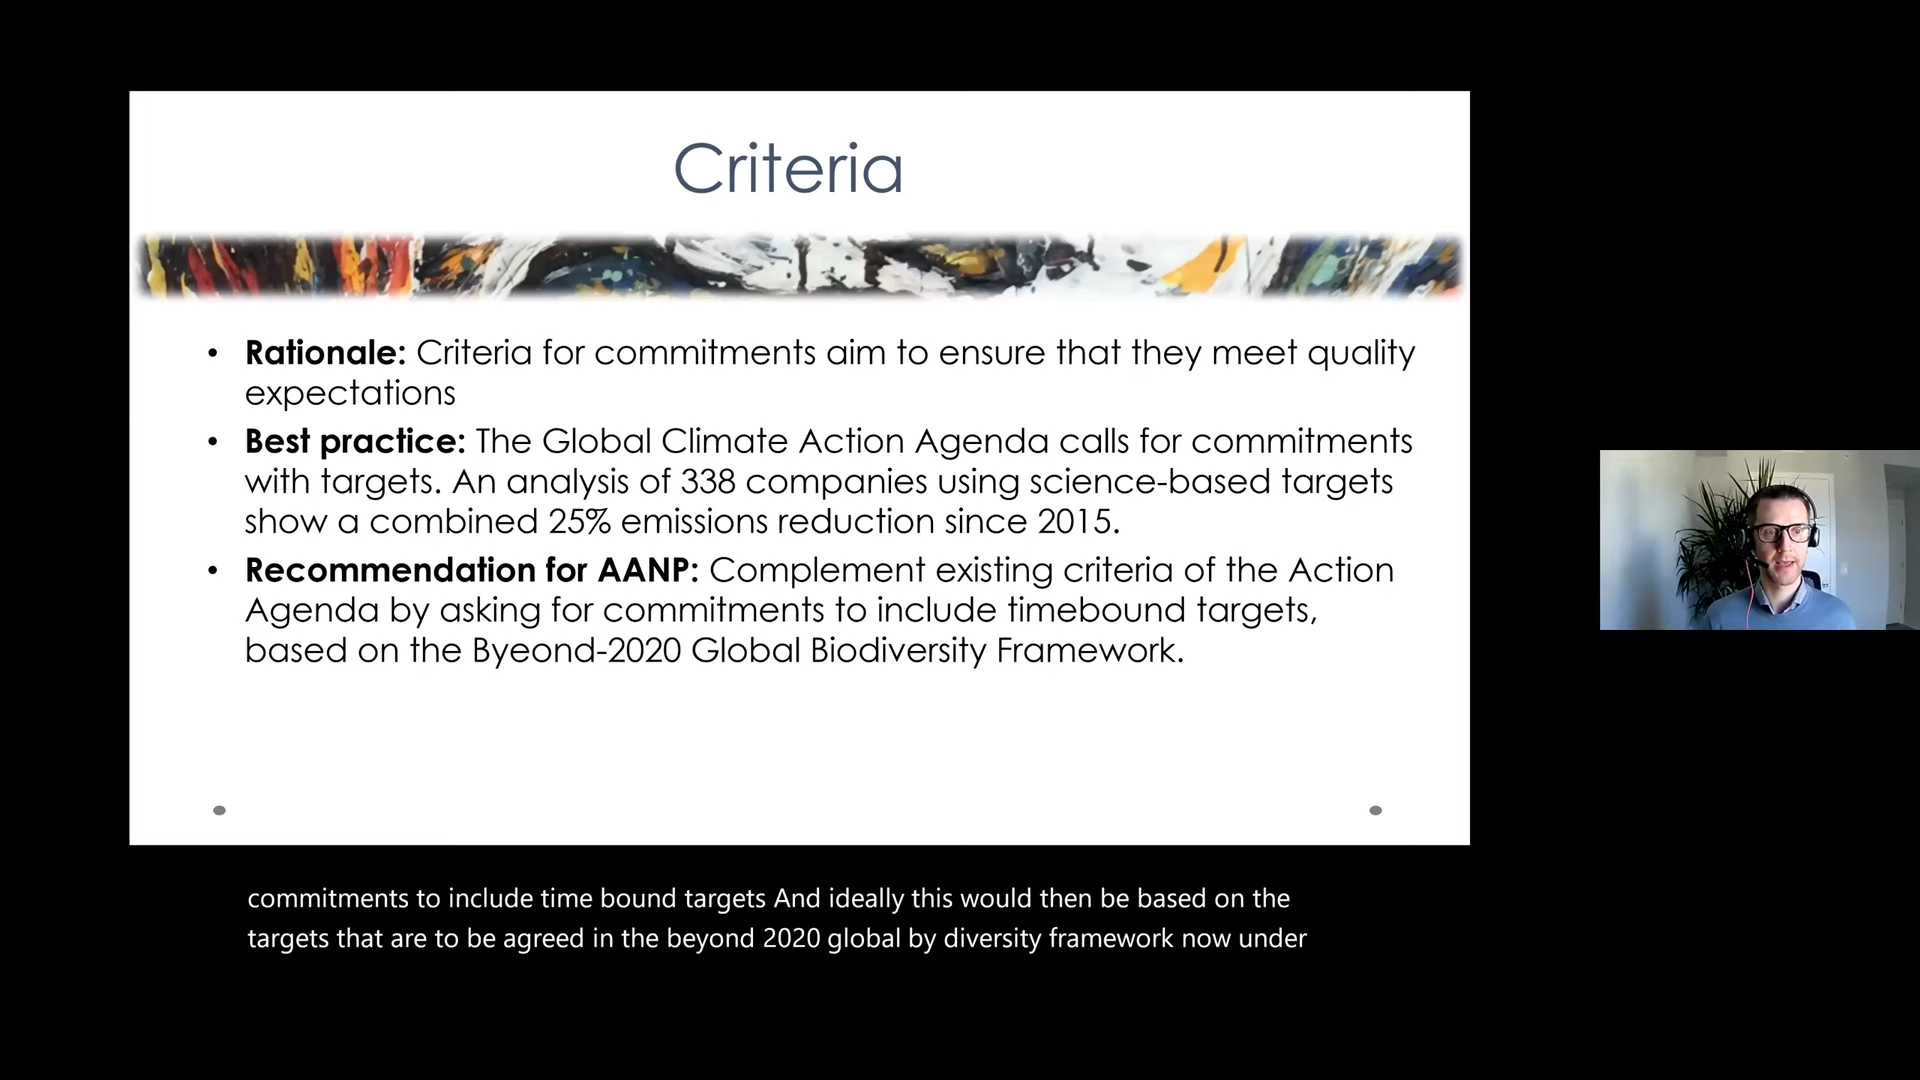 Criteria
• Rationale: Criteria for commitments aim to ensure that they meet quality
expectations
• Best practice: The Global Climate Action Agenda calls for commitments
with targets. An analysis of 338 companies using science-based targets
show a combined 25% emissions reduction since 2015.
• Recommendation for AANP: Complement existing criteria of the Action
Agenda by asking for commitments to include timebound targets,
based on the Byeond-2020 Global Biodiversity Framework.
commitments to include time bound targets And ideally this would then be based on the
targets that are to be agreed in the beyond 2020 global by diversity framework now under